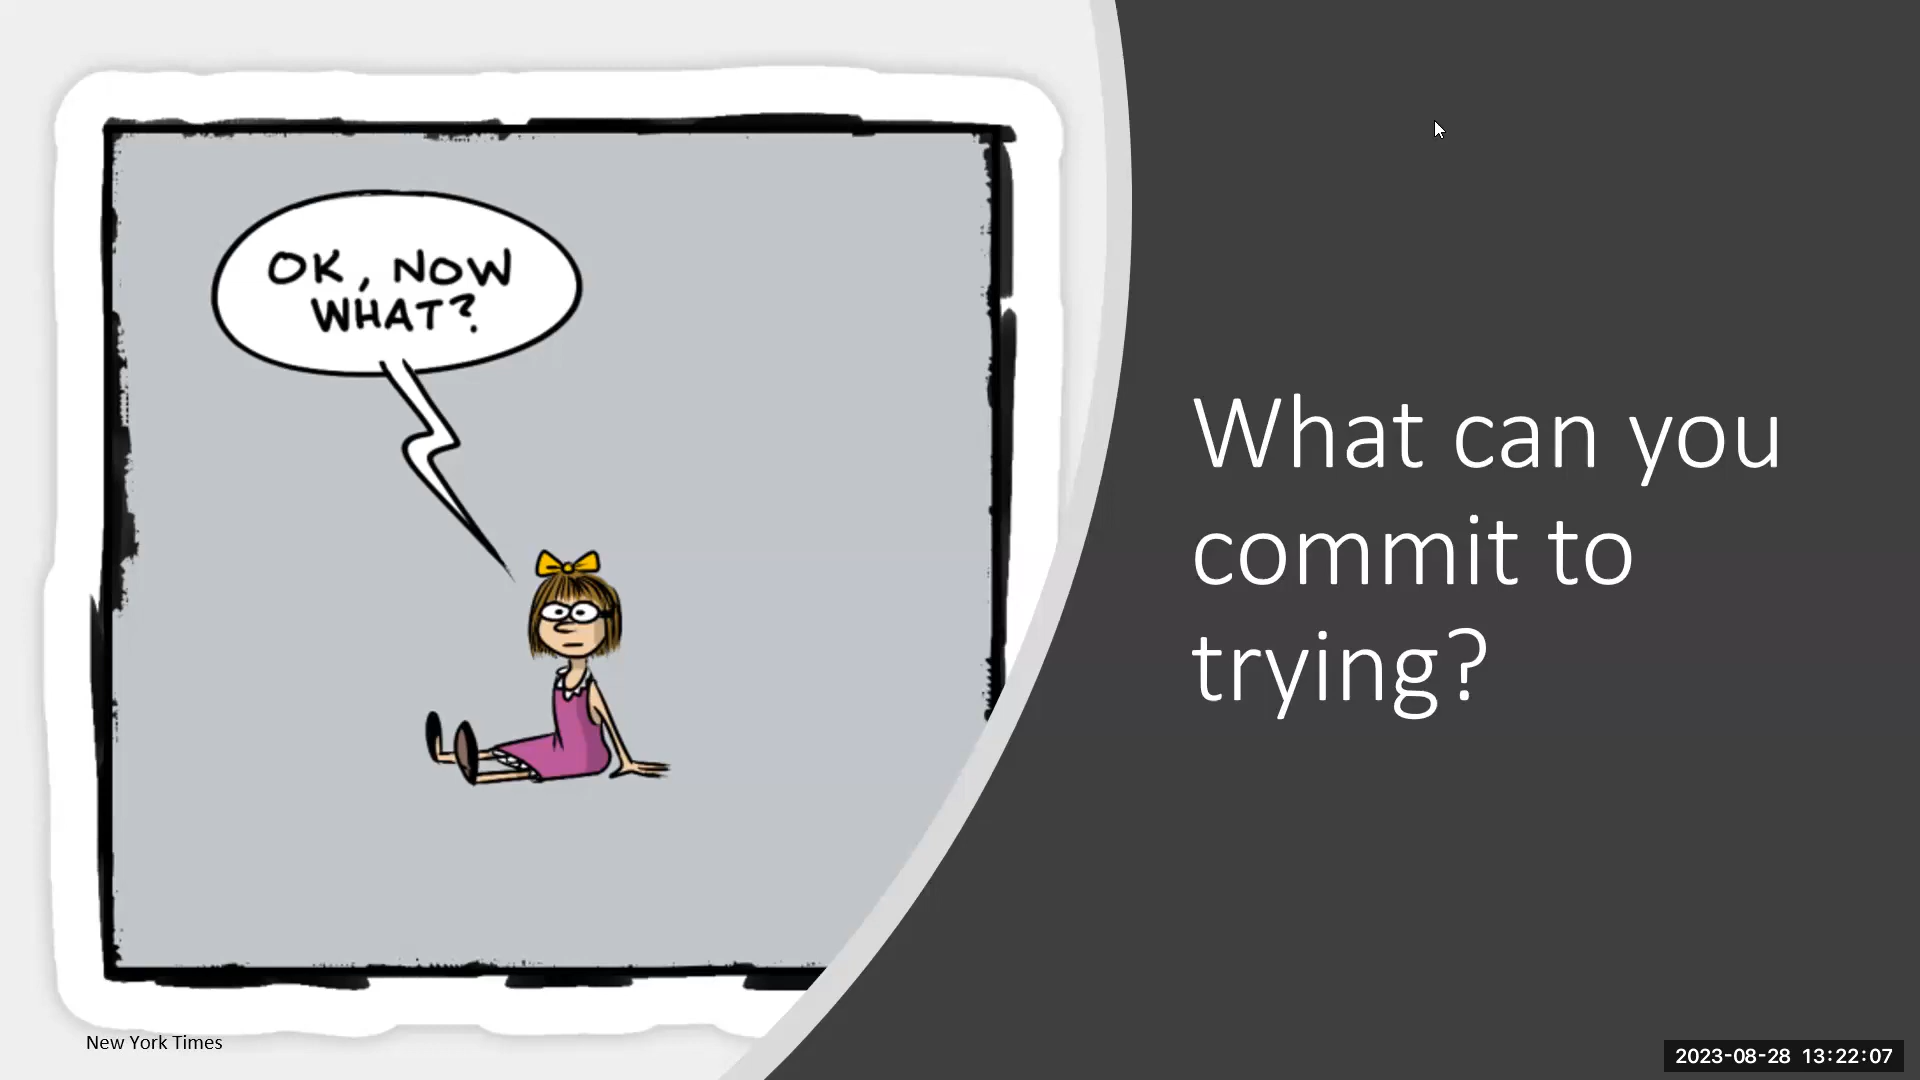 OK, NOW
WHAT?
What can you
commit to
trying?
New York Times
2023-08-28 13:22:07